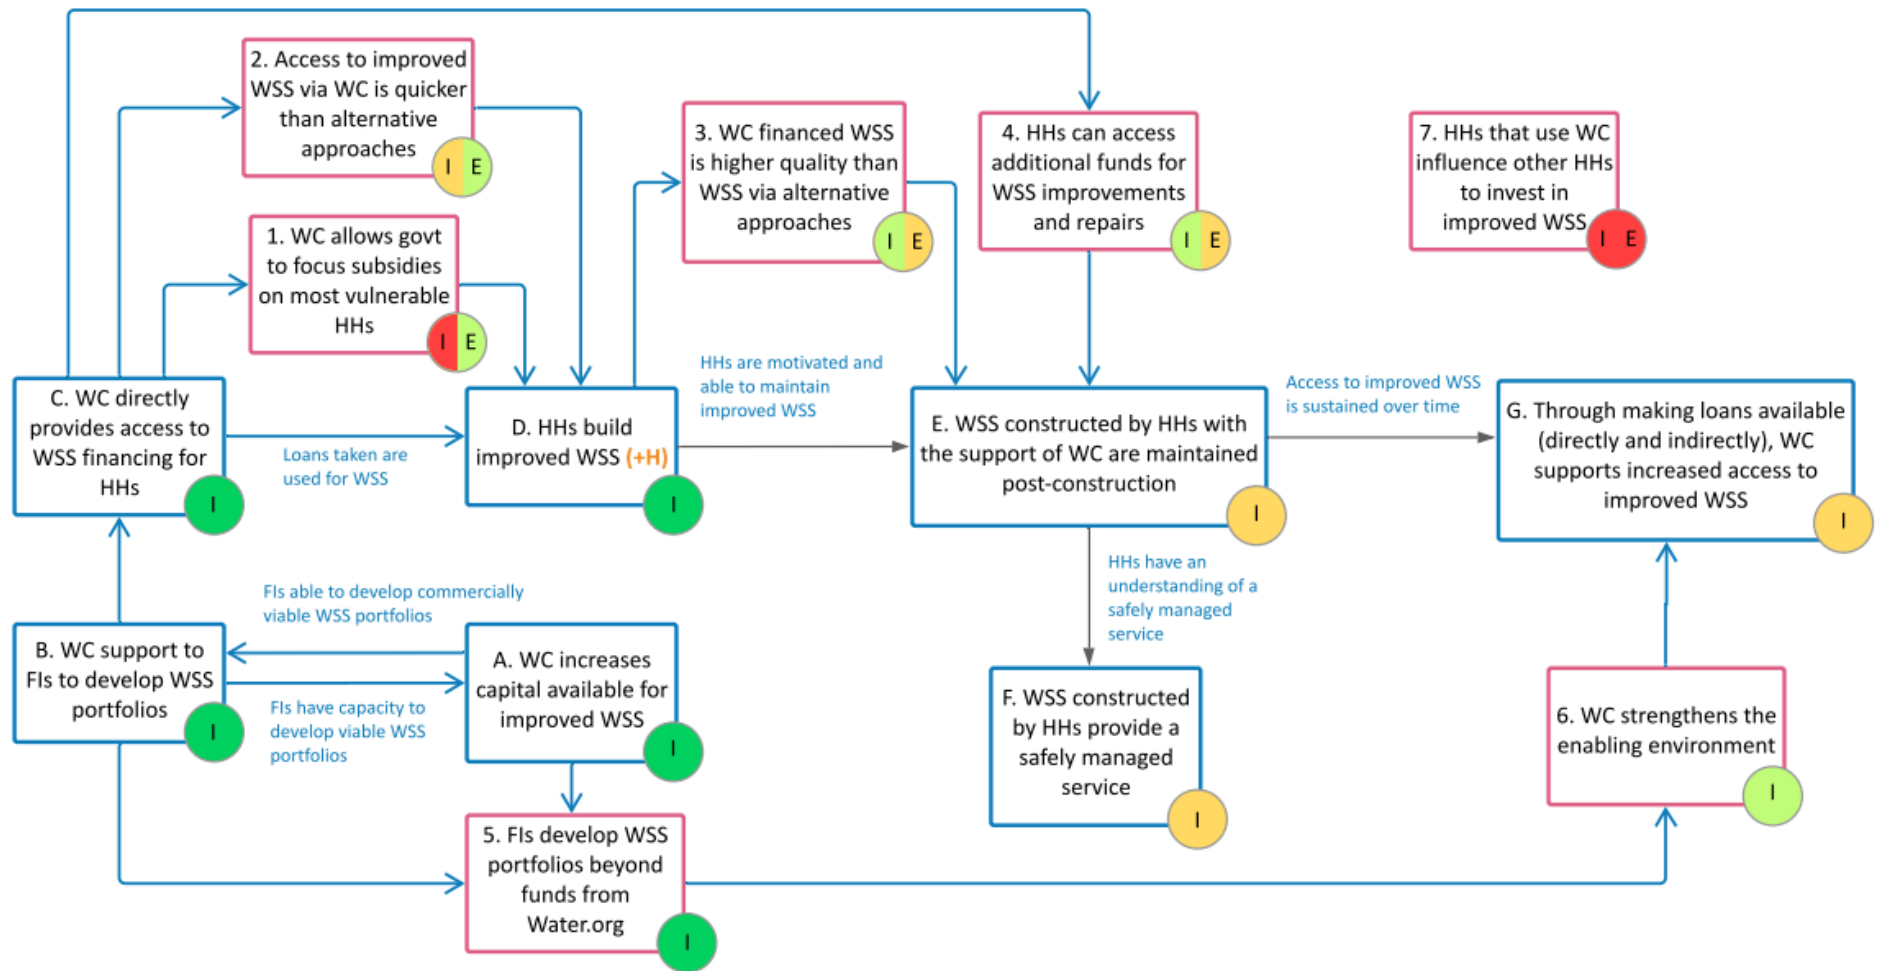 2. Access to improved
WSS via WC is quicker
than alternative
approaches
I E
3. WC financed WSS
is higher quality than
WSS via alternative
approaches
I E
4. HHs can access
additional funds for
WSS improvements
and repairs
I E
7. HHs that use WC
influence other HHs
to invest in
improved WSS
I E
1. WC allows govt
to focus subsidies
on most vulnerable
HHs
I E
C. WC directly
provides access to
WSS financing for
HHs
I
Loans taken are
used for WSS
D. HHs build
improved WSS (+H)
I
HHs are motivated and
able to maintain
improved WSS
E. WSS constructed by HHs with
the support of WC are maintained
post-construction
I
Access to improved WSS
is sustained over time
G. Through making loans available
(directly and indirectly), WC
supports increased access to
improved WSS
I
FIs able to develop commercially
viable WSS portfolios
B. WC support to
FIs to develop WSS
portfolios
I
FIs have capacity to
develop viable WSS
portfolios
A. WC increases
capital available for
improved WSS
I
HHs have an
understanding of a
safely managed
service
F. WSS constructed
by HHs provide a
safely managed
service
I
6. WC strengthens the
enabling environment
I
5. FIs develop WSS
portfolios beyond
funds from
Water.org
I